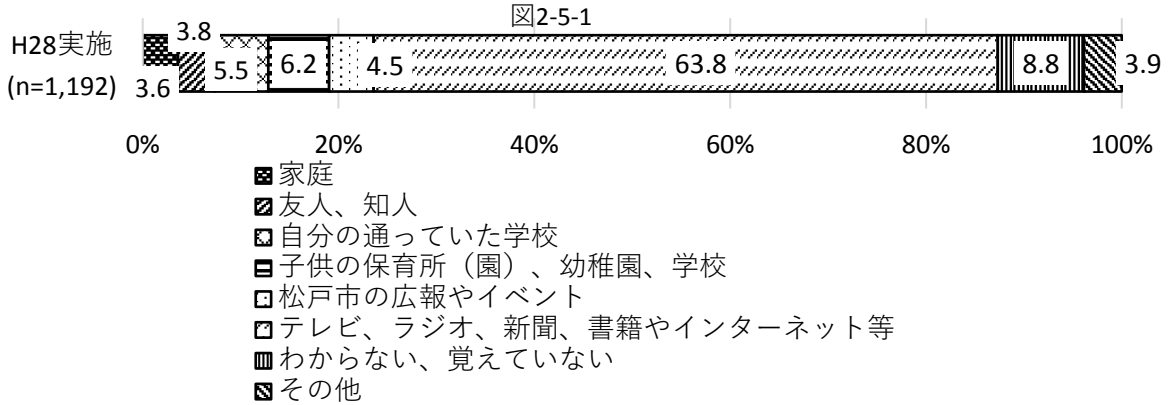 図2-5-1
H28実施
(n=1,192)
3.6
3.8
5.5
6.2
4.5
63.8
8.8
3.9
0%
20%
40%
60%
80%
100%
家庭
友人、知人
自分の通っていた学校
子供の保育所（園）、幼稚園、学校
松戸市の広報やイベント
テレビ、ラジオ、新聞、書籍やインターネット等
わからない、覚えていない
その他